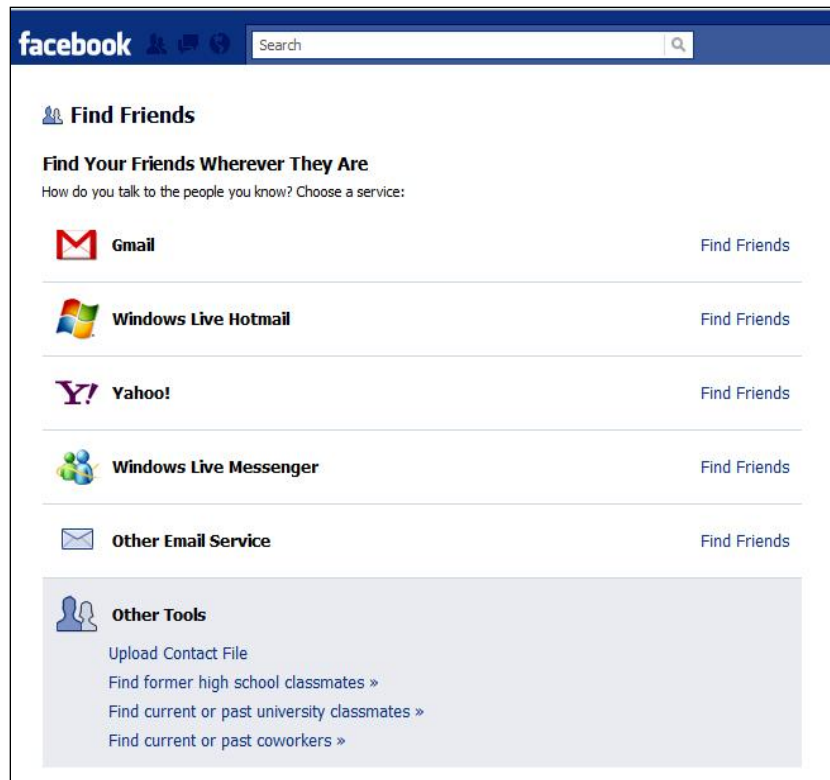 facebook Search
Find Friends
Find Your Friends Wherever They Are
How do you talk to the people you know? Choose a service:
Gmail Find Friends
Windows Live Hotmail Find Friends
Y! Yahoo! Find Friends
Windows Live Messenger Find Friends
Other Email Service Find Friends
Other Tools
Upload Contact File
Find former high school classmates »
Find current or past university classmates »
Find current or past coworkers »